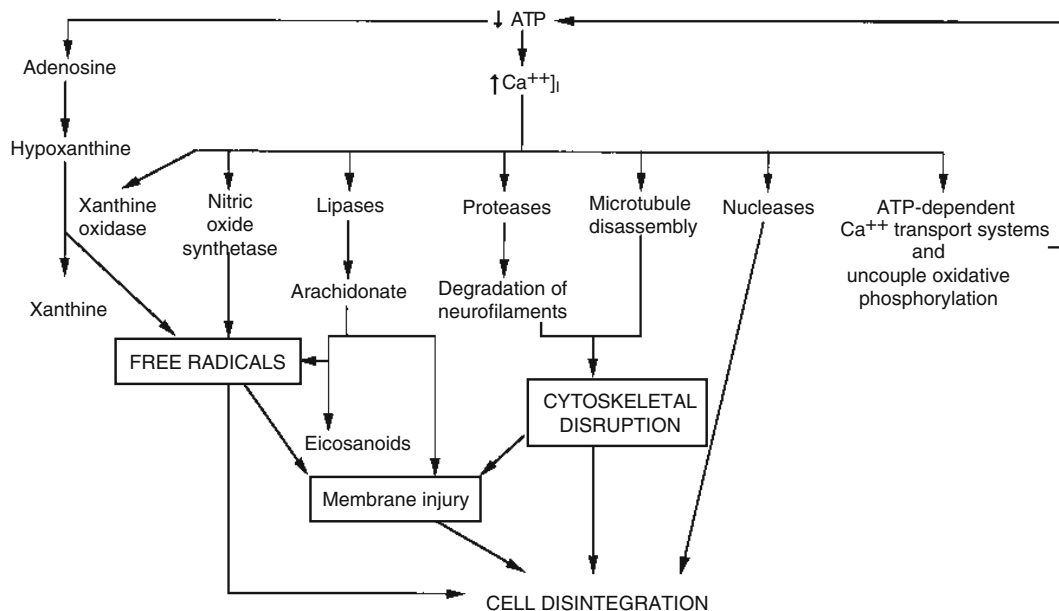 ↓ ATP
Adenosine
↑Ca++]I
Hypoxanthine
Xanthine
oxidase
Nitric
oxide
synthetase
Lipases
Proteases
Microtubule
disassembly
Nucleases
ATP-dependent
Ca++ transport systems
and
uncouple oxidative
phosphorylation
Xanthine
Arachidonate
Degradation of
neurofilaments
FREE RADICALS
CYTOSKELETAL
DISRUPTION
Eicosanoids
Membrane injury
CELL DISINTEGRATION